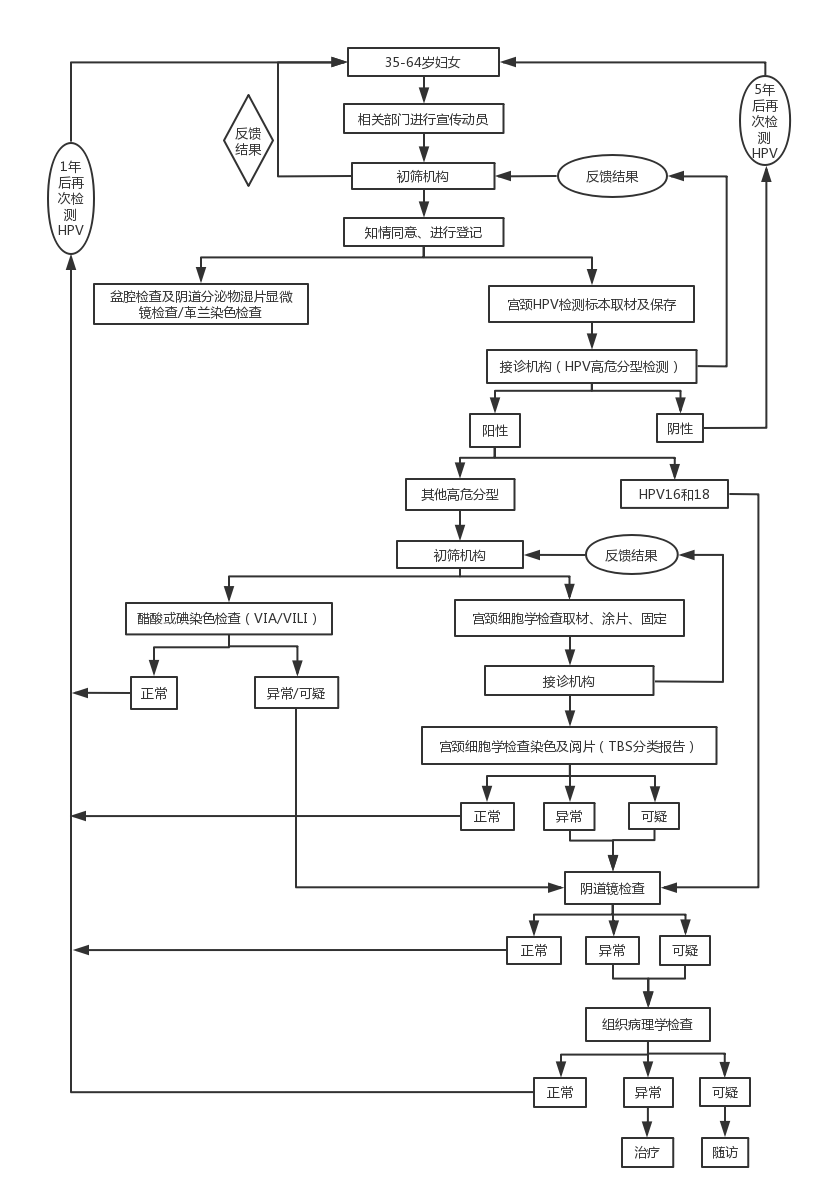 35-64岁妇女
5年
后再
次检
测
HPV
相关部门进行宣传动员
反馈
结果
1年
后再
次检
测
HPV
初筛机构
反馈结果
知情同意、进行登记
盆腔检查及阴道分泌物湿片显微
镜检查/革兰染色检查
宫颈HPV检测标本取材及保存
接诊机构（HPV高危分型检测）
阳性
阴性
其他高危分型
HPV16和18
初筛机构
反馈结果
醋酸或碘染色检查（VIA/VILI）
宫颈细胞学检查取材、涂片、固定
正常
异常/可疑
接诊机构
宫颈细胞学检查染色及阅片（TBS分类报告）
正常
异常
可疑
阴道镜检查
正常
异常
可疑
组织病理学检查
正常
异常
可疑
治疗
随访